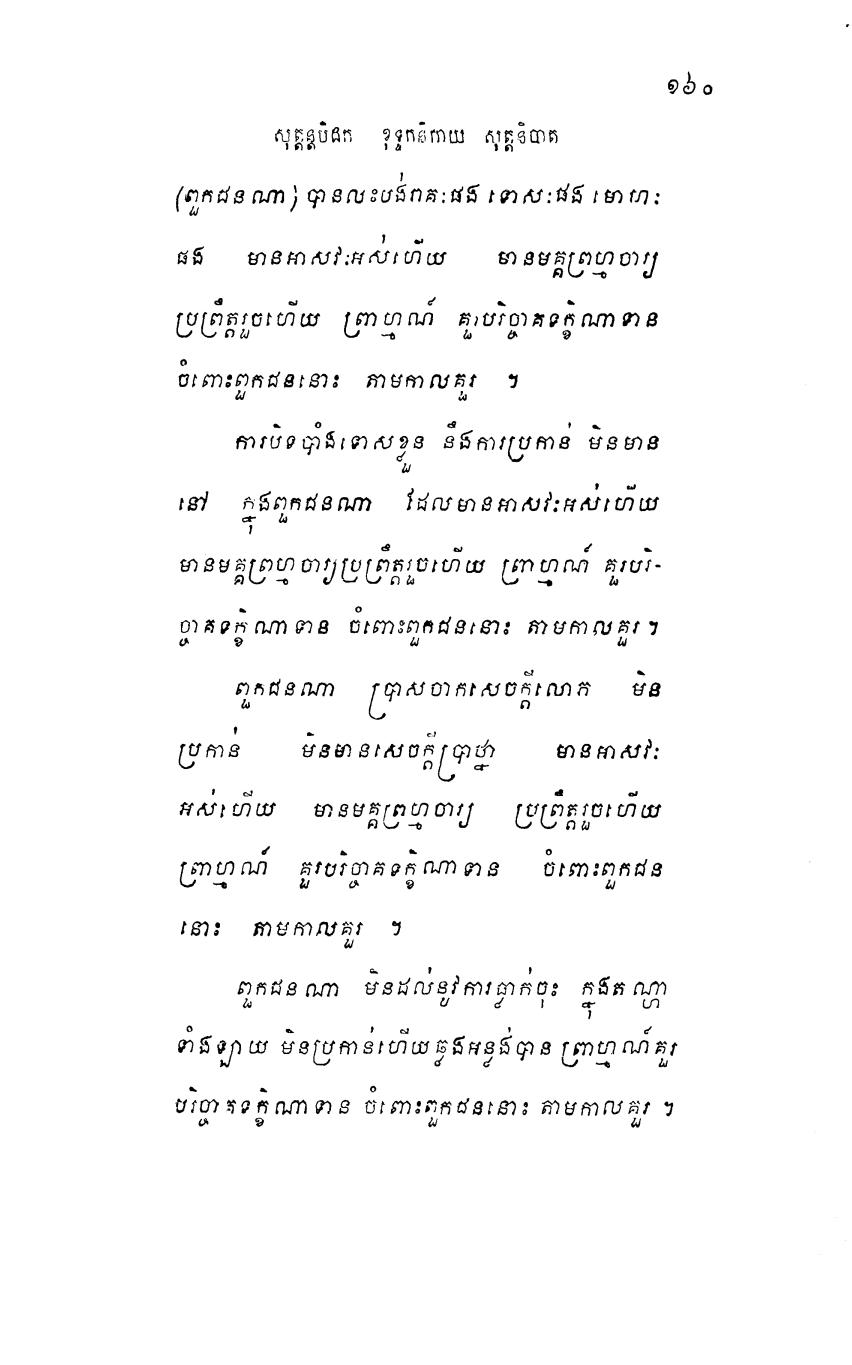 ១៦០
សុត្តន្តបិដក ខុទ្ទកនិកាយ សុត្តនិបាត
(ពួកជនណា) បានលះបង់រាគៈផង ទោសៈផង មោហៈ
ផង មានអាសវៈអស់ហើយ មានមគ្គព្រហ្មចារ្យ
ប្រព្រឹត្តរួចហើយ ព្រាហ្មណ៍ គួរបរិច្ចាគទក្ខិណាទាន
ចំពោះពួកជននោះ តាមកាលគួរ ។
ការបិទបាំងទោសខ្លួន នឹងការប្រកាន់ មិនមាន
នៅ ក្នុងពួកជនណា ដែលមានអាសវៈអស់ហើយ
មានមគ្គព្រហ្មចារ្យប្រព្រឹត្តរួចហើយ ព្រាហ្មណ៍ គួរបរិ-
ច្ចាគទក្ខិណាទាន ចំពោះពួកជននោះ តាមកាលគួរ ។
ពួកជនណា ប្រាសចាកសេចក្តីលោភ មិន
ប្រកាន់ មិនមានសេចក្តីប្រាថ្នា មានអាសវៈ
អស់ហើយ មានមគ្គព្រហ្មចារ្យ ប្រព្រឹត្តរួចហើយ
ព្រាហ្មណ៍ គួរបរិច្ចាគទក្ខិណាទាន ចំពោះពួកជន
នោះ តាមកាលគួរ ។
ពួកជនណា មិនដល់នូវការធ្លាក់ចុះ ក្នុងតណ្ហា
ទាំងឡាយ មិនប្រកាន់ហើយឆ្លងអន្លង់បាន ព្រាហ្មណ៍គួរ
បរិច្ចាគទក្ខិណាទាន ចំពោះពួកជននោះ តាមកាលគួរ ។